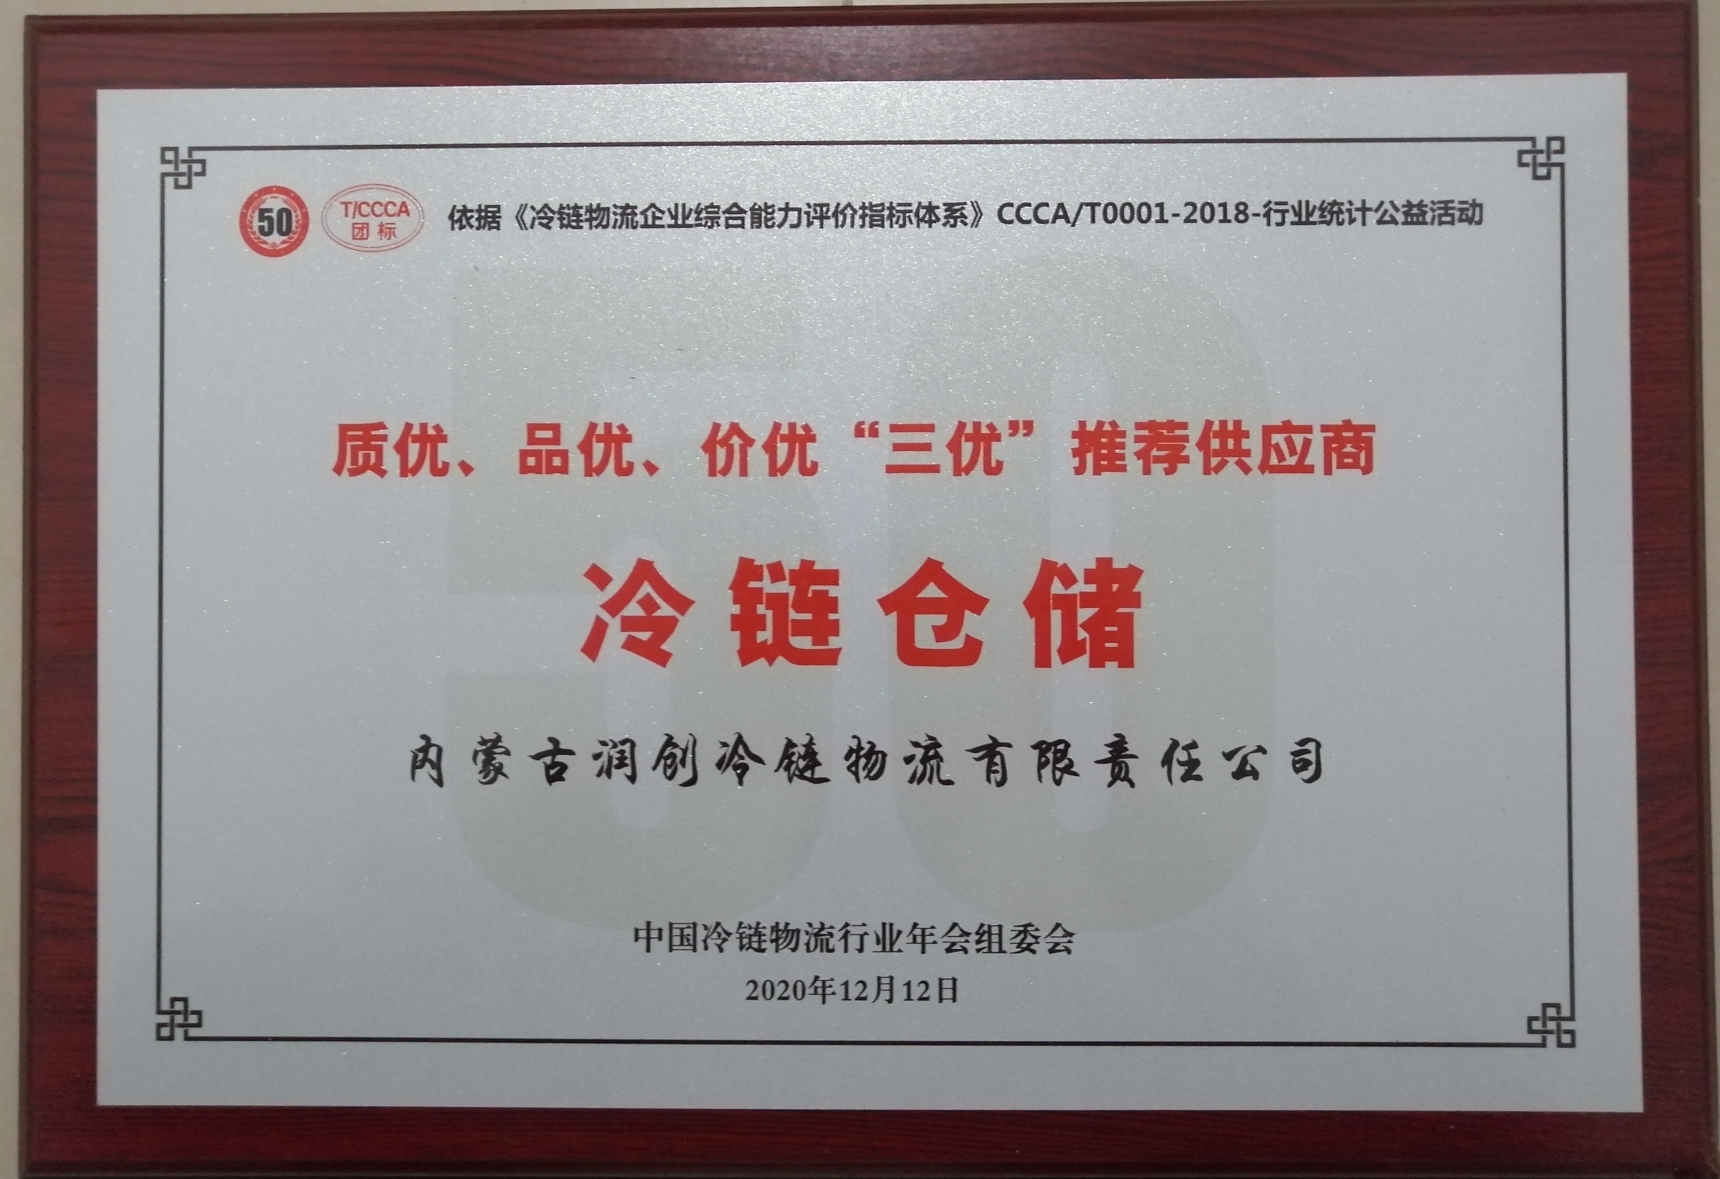 50
T/CCCA
团标
依据《冷链物流企业综合能力评价指标体系》CCCA/T0001-2018-行业统计公益活动
50
质优、品优、价优“三优”推荐供应商
冷链仓储
内蒙古润创冷链物流有限责任公司
中国冷链物流行业年会组委会
2020年12月12日